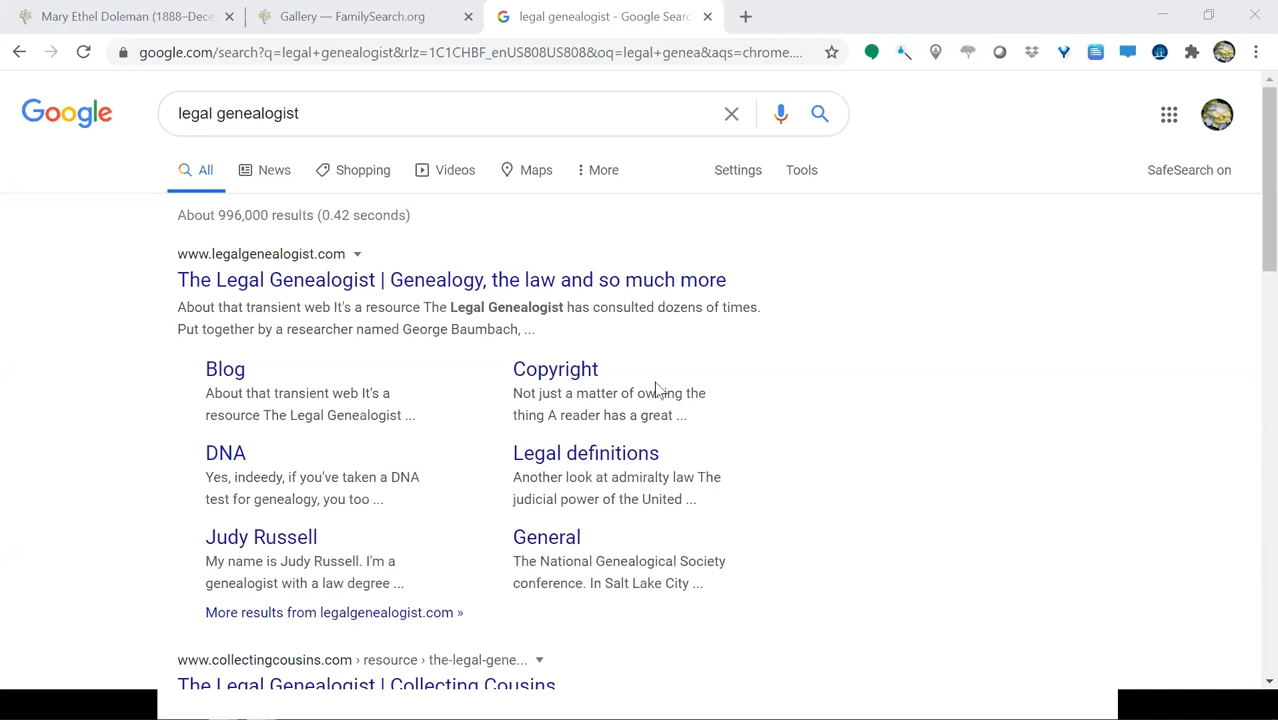 Mary Ethel Doleman (1888–Dece
Gallery — FamilySearch.org
legal genealogist - Google Sear
google.com/search?q=legal+genealogist&rlz=1C1CHBF_enUS808US808&oq=legal+genea&aqs=chrome....
Google
legal genealogist
All News Shopping Videos Maps More Settings Tools SafeSearch on
About 996,000 results (0.42 seconds)
www.legalgenealogist.com
The Legal Genealogist | Genealogy, the law and so much more
About that transient web It's a resource The Legal Genealogist has consulted dozens of times.
Put together by a researcher named George Baumbach, ...
Blog
About that transient web It's a
resource The Legal Genealogist ...
Copyright
Not just a matter of owning the
thing A reader has a great ...
DNA
Yes, indeedy, if you've taken a DNA
test for genealogy, you too ...
Legal definitions
Another look at admiralty law The
judicial power of the United ...
Judy Russell
My name is Judy Russell. I'm a
genealogist with a law degree ...
General
The National Genealogical Society
conference. In Salt Lake City ...
More results from legalgenealogist.com »
www.collectingcousins.com › resource › the-legal-gene...
The Legal Genealogist | Collecting Cousins